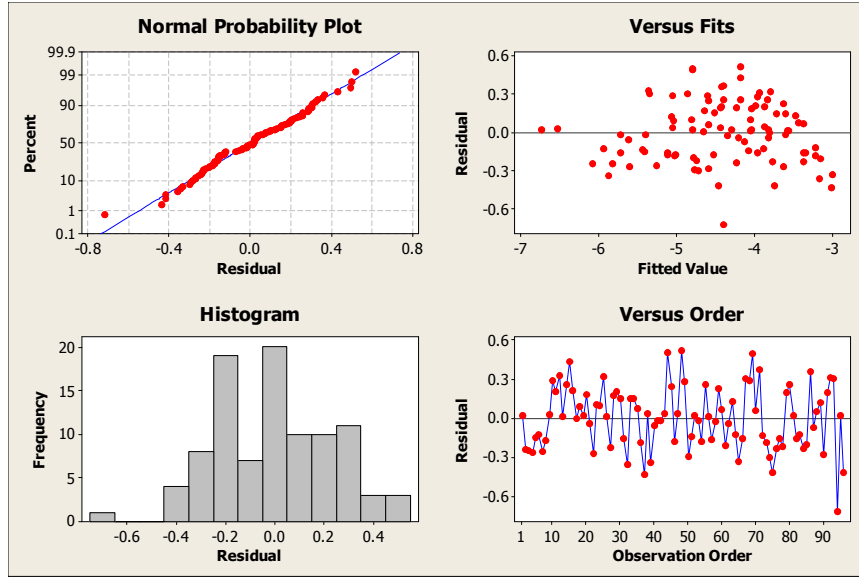 Normal Probability Plot
99.9
99
90
50
10
1
0.1
Percent
-0.8 -0.4 0.0 0.4 0.8
Residual
Versus Fits
0.6
0.3
0.0
-0.3
-0.6
Residual
-7 -6 -5 -4 -3
Fitted Value
Histogram
20
15
10
5
0
Frequency
-0.6 -0.4 -0.2 0.0 0.2 0.4
Residual
Versus Order
0.6
0.3
0.0
-0.3
-0.6
Residual
1 10 20 30 40 50 60 70 80 90
Observation Order